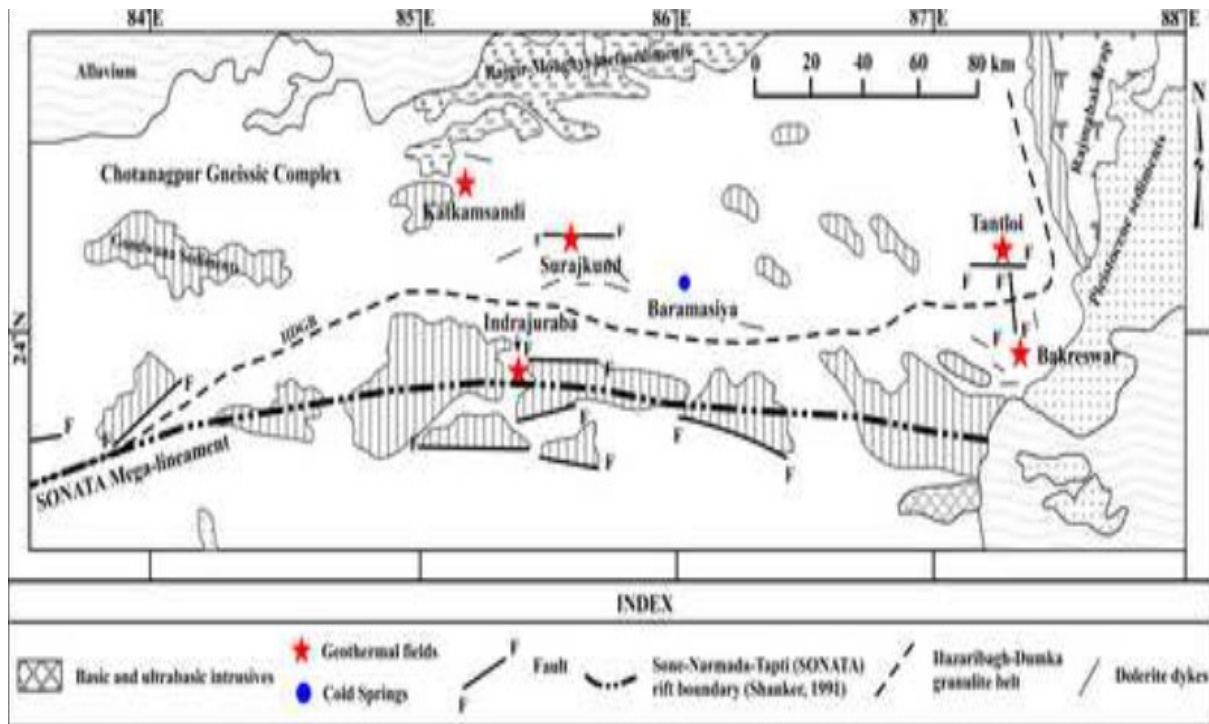 84°E 85°E 86°E 87°E 88°E
Alluvium
0 20 40 60 80 km
N
Chotanagpur Gneissic Complex
Katkamsandi
Tantloi
F F
F
Surajkund
F F
Baramasiya
Pleistocene sediments
24°N
HDGB
Indrajuraba
F
F
F F
Bakreswar
F
F
F
F
F
F
F
F
SONATA Mega-lineament
INDEX
Basic and ultrabasic intrusives
Geothermal fields
Cold Springs
F
F
Fault
Sone-Narmada-Tapti (SONATA)
rift boundary (Shanker, 1991)
Hazaribagh-Dumka
granulite belt
Dolerite dykes